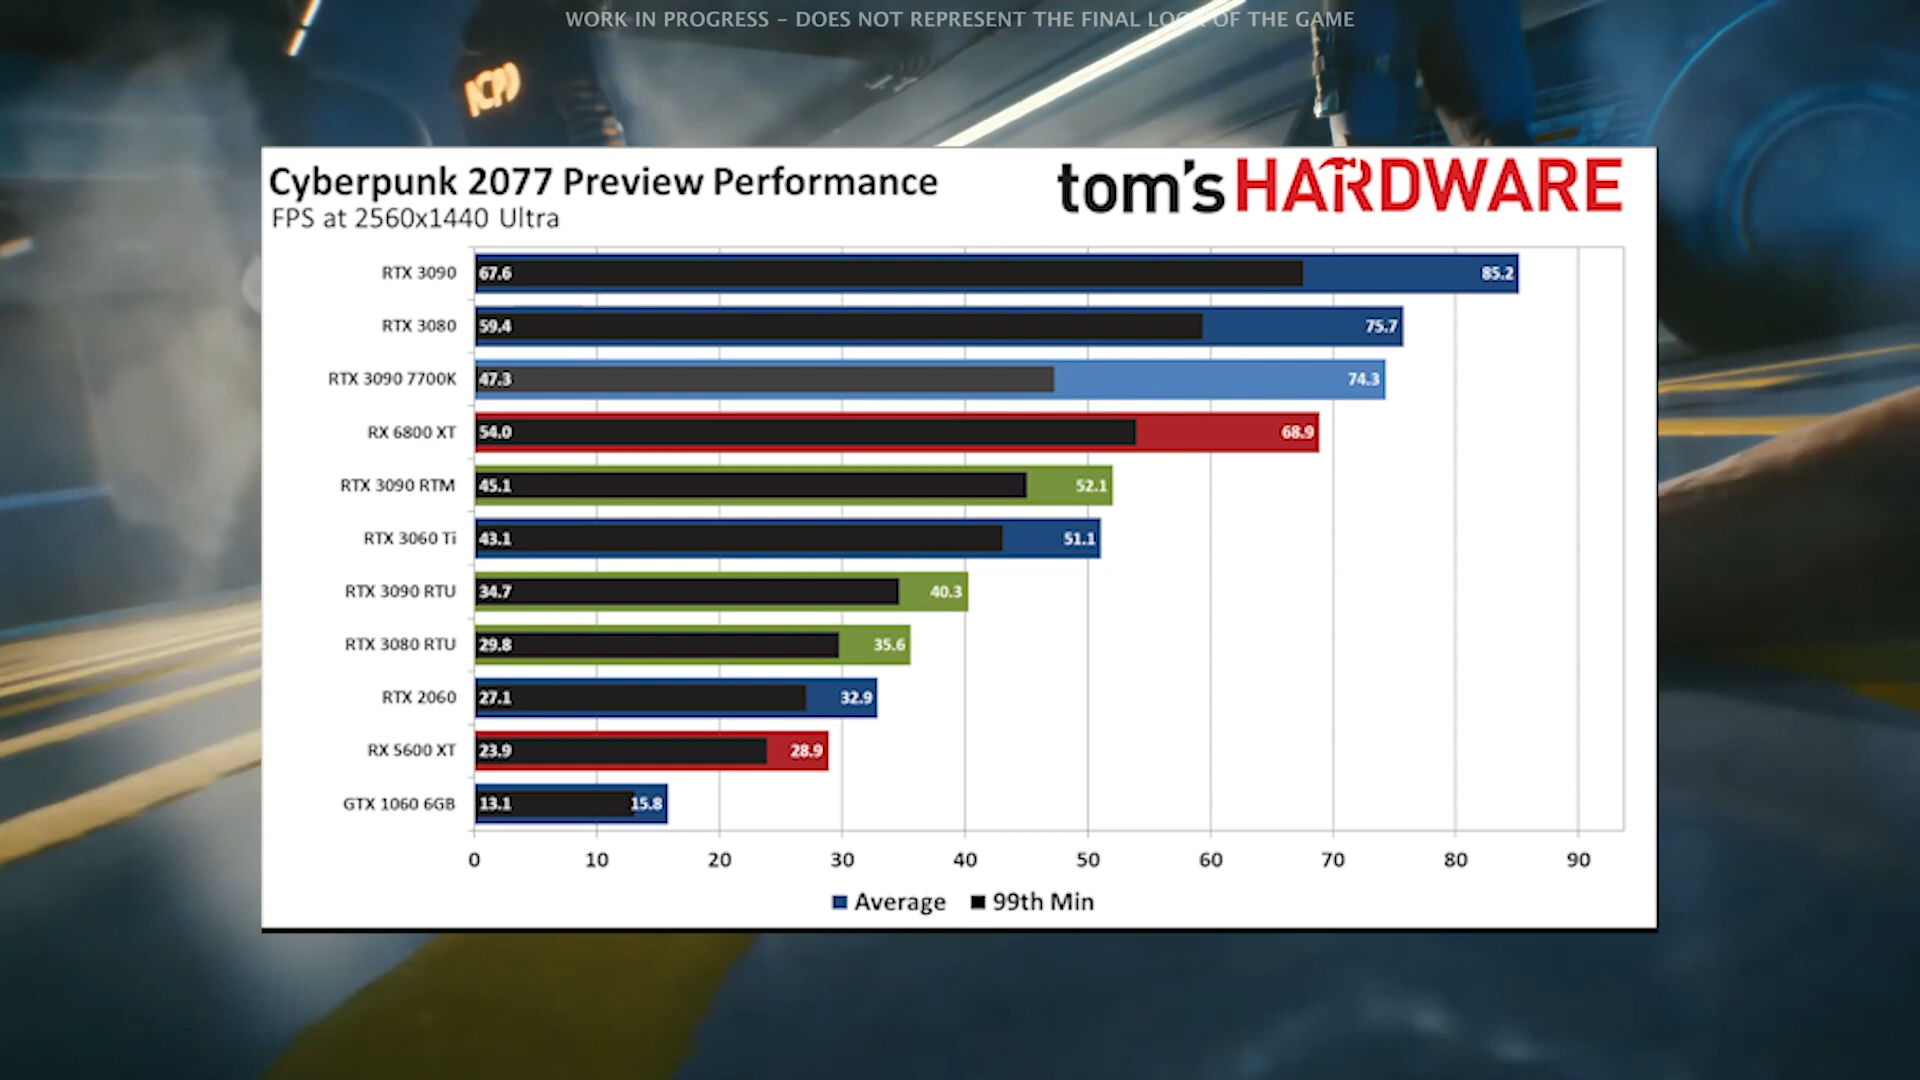 WORK IN PROGRESS – DOES NOT REPRESENT THE FINAL LOOK OF THE GAME
Cyberpunk 2077 Preview Performance
tom's HARDWARE
FPS at 2560x1440 Ultra
RTX 3090 67.6 85.2
RTX 3080 59.4 75.7
RTX 3090 7700K 47.3 74.3
RX 6800 XT 54.0 68.9
RTX 3090 RTM 45.1 52.1
RTX 3060 Ti 43.1 51.1
RTX 3090 RTU 34.7 40.3
RTX 3080 RTU 29.8 35.6
RTX 2060 27.1 32.9
RX 5600 XT 23.9 28.9
GTX 1060 6GB 13.1 15.8
0 10 20 30 40 50 60 70 80 90
Average 99th Min